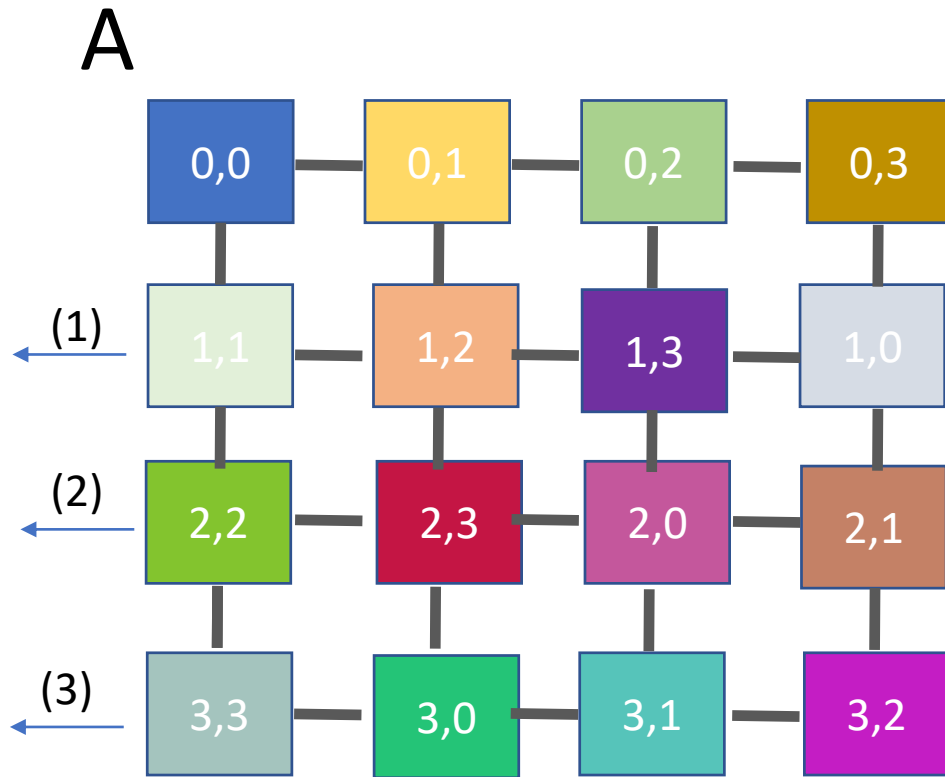 A
0,0 0,1 0,2 0,3
(1) 1,1 1,2 1,3 1,0
(2) 2,2 2,3 2,0 2,1
(3) 3,3 3,0 3,1 3,2